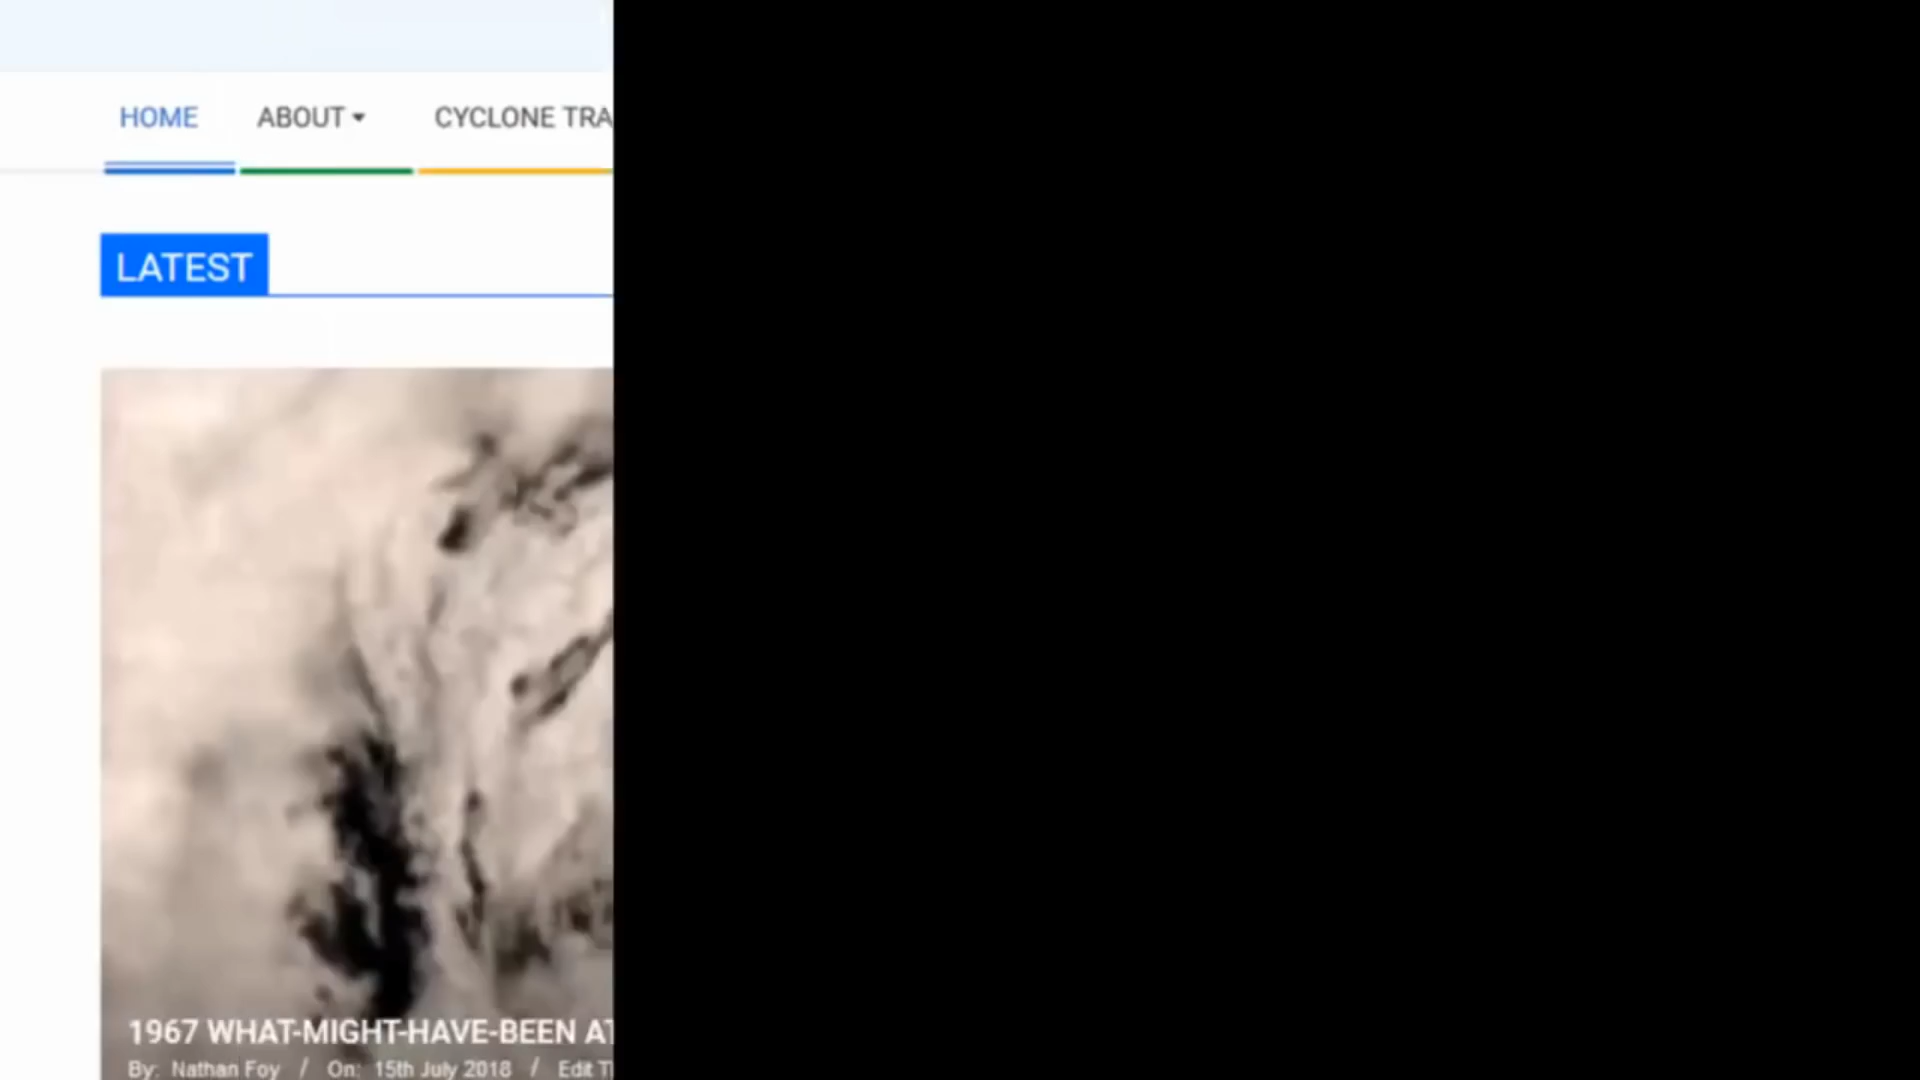 HOME ABOUT CYCLONE TRA
LATEST
1967 WHAT-MIGHT-HAVE-BEEN AT
By: Nathan Foy / On: 15th July 2018 / Edit T